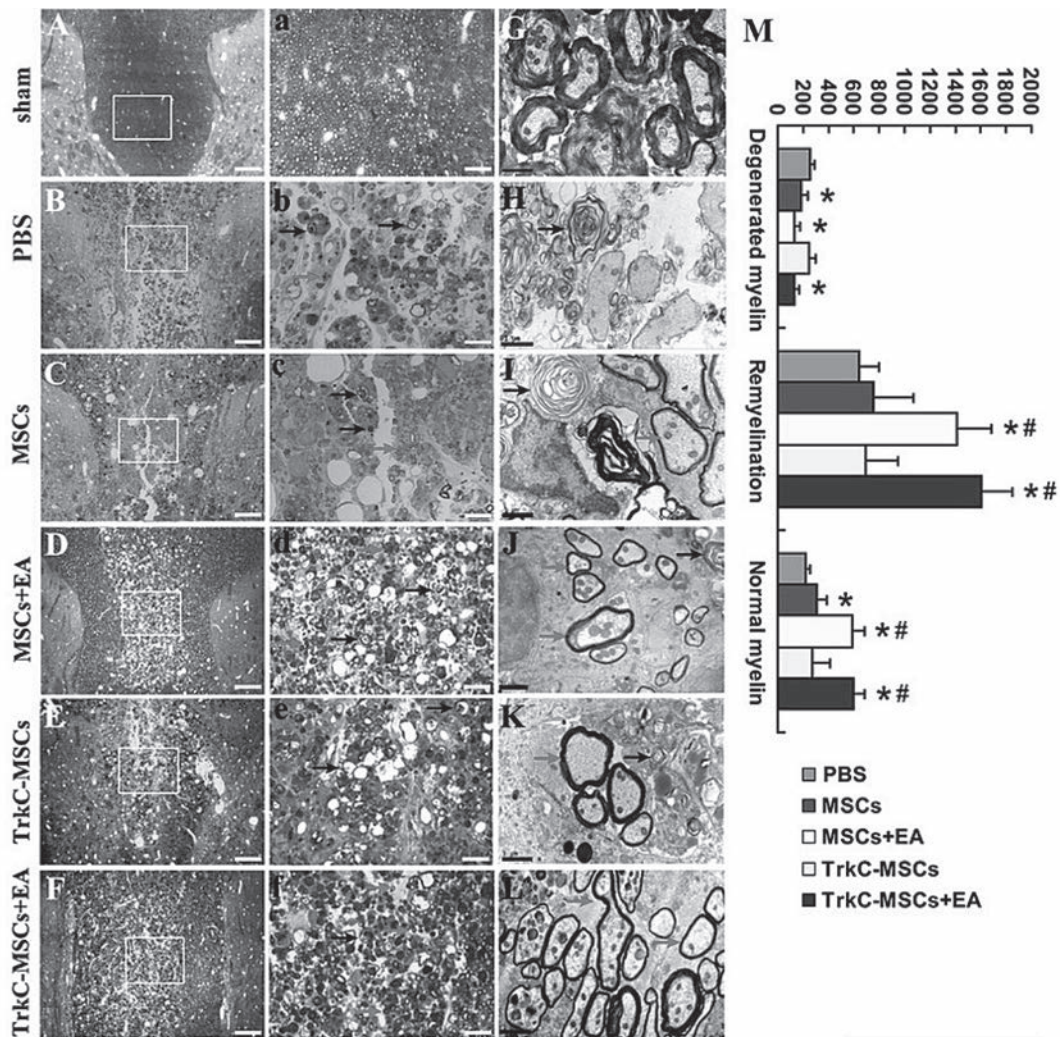 sham
A
a
G
PBS
B
b
H
MSCs
C
c
I
MSCs+EA
D
d
J
TrkC-MSCs
E
e
K
TrkC-MSCs+EA
F
f
L
M
0
200
400
600
800
1000
1200
1400
1600
2000
Degenerated myelin
*
*
*
Remyelination
*#
*#
Normal myelin
*
*#
*#
PBS
MSCs
MSCs+EA
TrkC-MSCs
TrkC-MSCs+EA